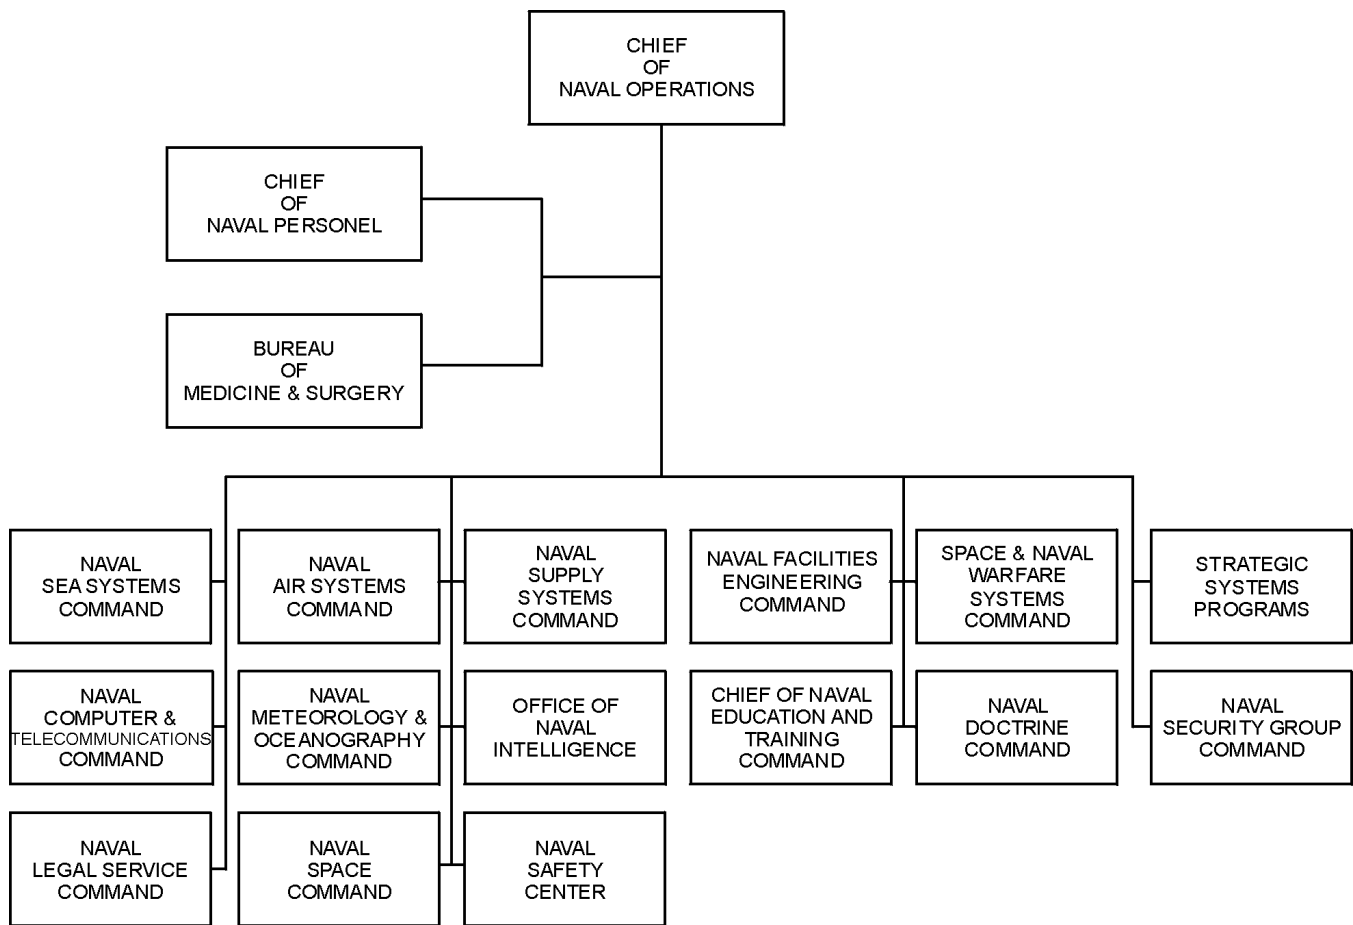 CHIEF
OF
NAVAL OPERATIONS
CHIEF
OF
NAVAL PERSONEL
BUREAU
OF
MEDICINE & SURGERY
NAVAL
SEA SYSTEMS
COMMAND
NAVAL
AIR SYSTEMS
COMMAND
NAVAL
SUPPLY
SYSTEMS
COMMAND
NAVAL FACILITIES
ENGINEERING
COMMAND
SPACE & NAVAL
WARFARE
SYSTEMS
COMMAND
STRATEGIC
SYSTEMS
PROGRAMS
NAVAL
COMPUTER &
TELECOMMUNICATIONS
COMMAND
NAVAL
METEOROLOGY &
OCEANOGRAPHY
COMMAND
OFFICE OF
NAVAL
INTELLIGENCE
CHIEF OF NAVAL
EDUCATION AND
TRAINING
COMMAND
NAVAL
DOCTRINE
COMMAND
NAVAL
SECURITY GROUP
COMMAND
NAVAL
LEGAL SERVICE
COMMAND
NAVAL
SPACE
COMMAND
NAVAL
SAFETY
CENTER